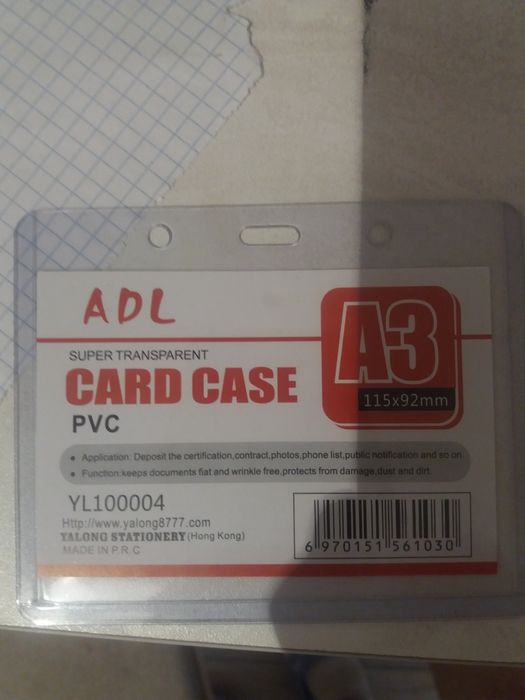 ADL
A3
115x92mm
SUPER TRANSPARENT
CARD CASE
PVC
• Application: Deposit the certification,contract,photos,phone list,public notification and so on
• Function:keeps documents fiat and wrinkle free,protects from damage,dust and dirt.
YL100004
Http://www.yalong8777.com
YALONG STATIONERY(Hong Kong)
MADE IN P.R.C
6 970151 561030